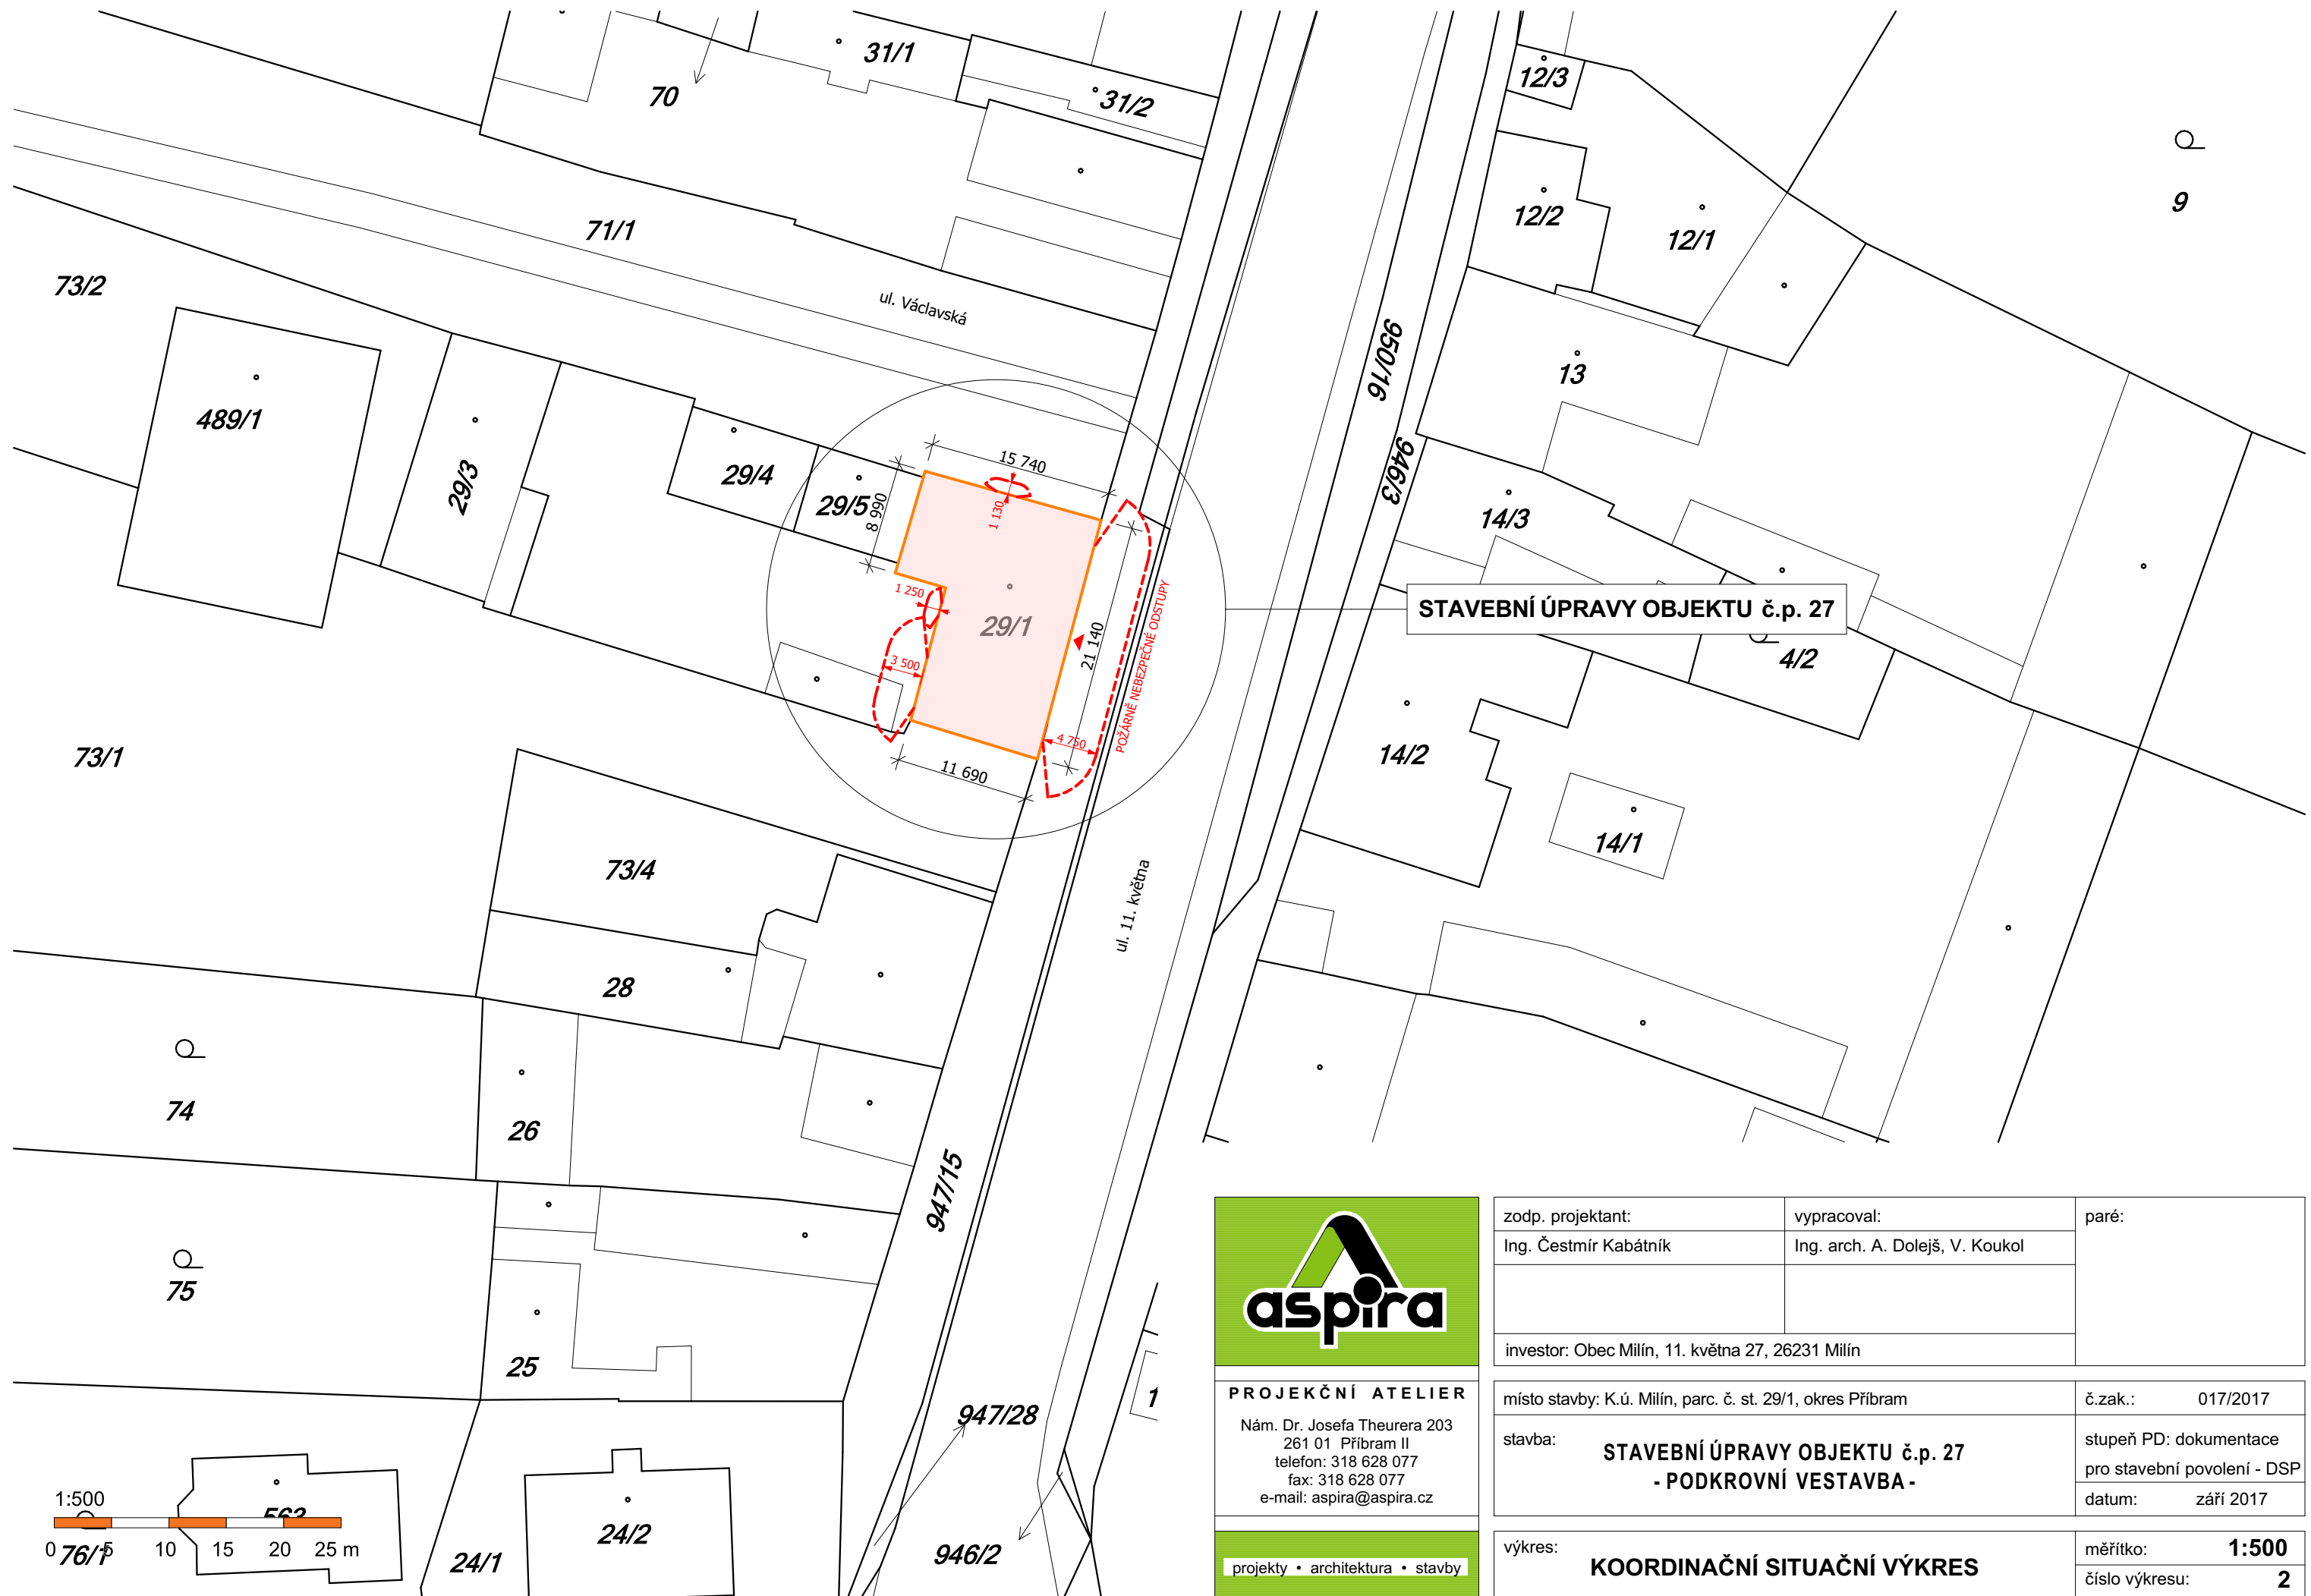 31/1
70
31/2
12/3
9
12/2
12/1
71/1
73/2
ul. Václavská
950/16
13
489/1
29/3
29/4
29/5
15 740
8 990
1 130
946/3
14/3
1 250
29/1
21 140
POŽÁRNĚ NEBEZPEČNÉ ODSTUPY
STAVEBNÍ ÚPRAVY OBJEKTU č.p. 27
4/2
3 500
4 750
11 690
73/1
14/2
14/1
73/4
ul. 11. května
28
74
26
947/15
75
25
947/28
1
563
24/2
24/1
946/2
76/1
1:500
0 5 10 15 20 25 m
aspira
PROJEKČNÍ ATELIER
Nám. Dr. Josefa Theurera 203
261 01 Příbram II
telefon: 318 628 077
fax: 318 628 077
e-mail: aspira@aspira.cz
projekty • architektura • stavby
zodp. projektant:
vypracoval:
paré:
Ing. Čestmír Kabátník
Ing. arch. A. Dolejš, V. Koukol
investor: Obec Milín, 11. května 27, 26231 Milín
místo stavby: K.ú. Milín, parc. č. st. 29/1, okres Příbram
č.zak.: 017/2017
stavba:
STAVEBNÍ ÚPRAVY OBJEKTU č.p. 27
- PODKROVNÍ VESTAVBA -
stupeň PD: dokumentace
pro stavební povolení - DSP
datum: září 2017
výkres:
KOORDINAČNÍ SITUAČNÍ VÝKRES
měřítko: 1:500
číslo výkresu: 2